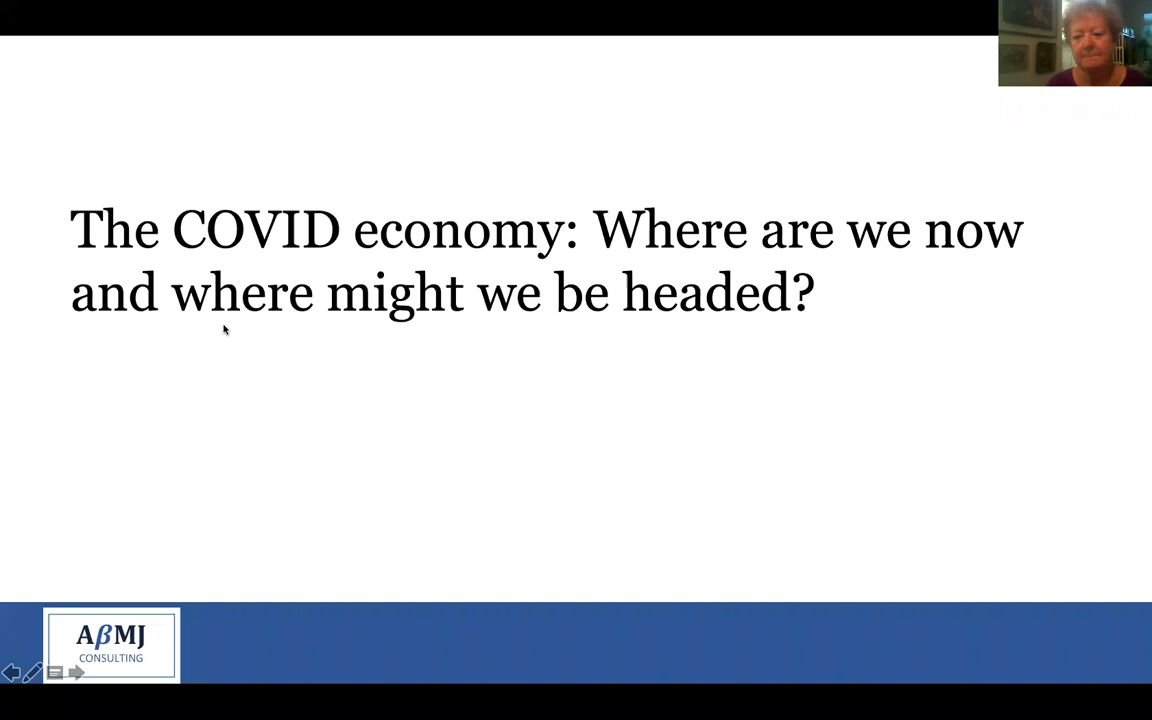 The COVID economy: Where are we now
and where might we be headed?
AβMJ
CONSULTING